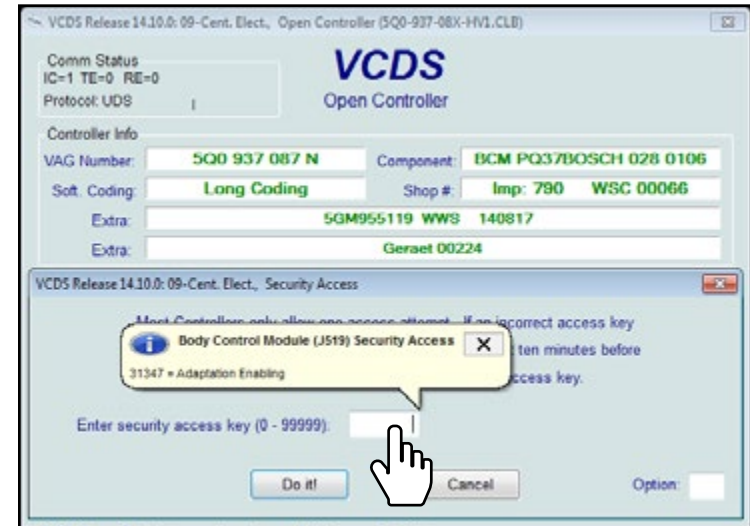 VCDS Release 14.10.0: 09-Cent. Elect., Open Controller (5Q0-937-08X-HV1.CLB)
Comm Status
IC=1 TE=0 RE=0
Protocol: UDS
VCDS
Open Controller
Controller Info
VAG Number: 5Q0 937 087 N Component: BCM PQ37BOSCH 028 0106
Soft. Coding: Long Coding Shop #: Imp: 790 WSC 00066
Extra: 5GM955119 WWS 140817
Extra: Geraet 00224
VCDS Release 14.10.0: 09-Cent. Elect., Security Access
Most Controllers only allow one access attempt. If an incorrect access key
Body Control Module (J519) Security Access
ten minutes before
31347 = Adaptation Enabling
access key.
Enter security access key (0 - 99999):
Do it!
Cancel
Option: